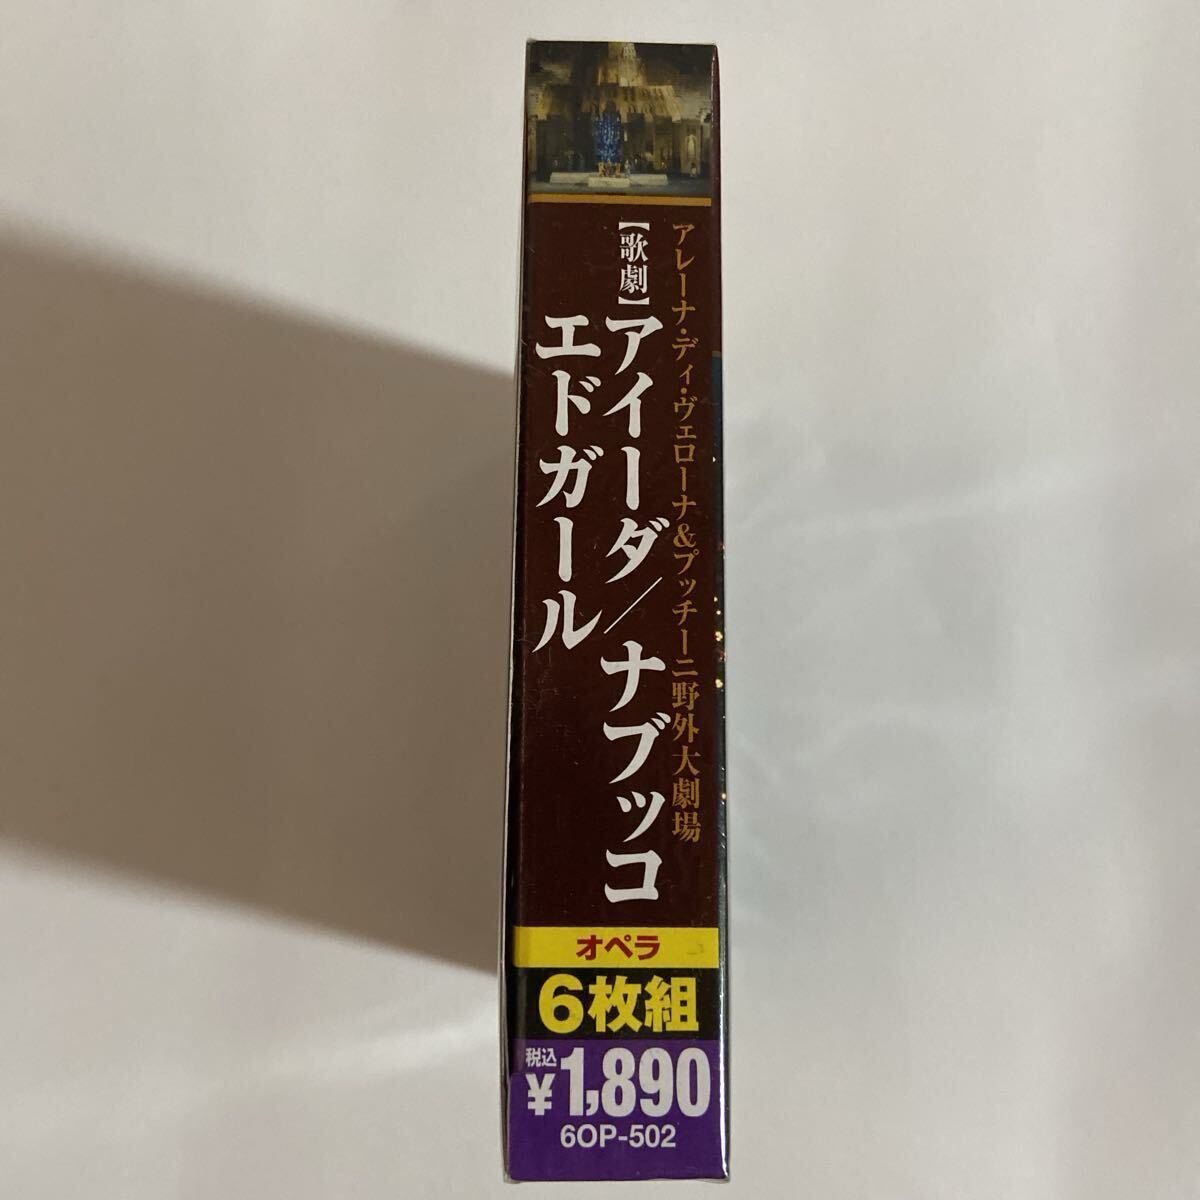 アレーナ・ディ・ヴェローナ&プッチーニ野外大劇場
【歌劇】アイーダ/ナブッコ
エドガール
オペラ
6枚組
税込
¥1,890
6OP-502